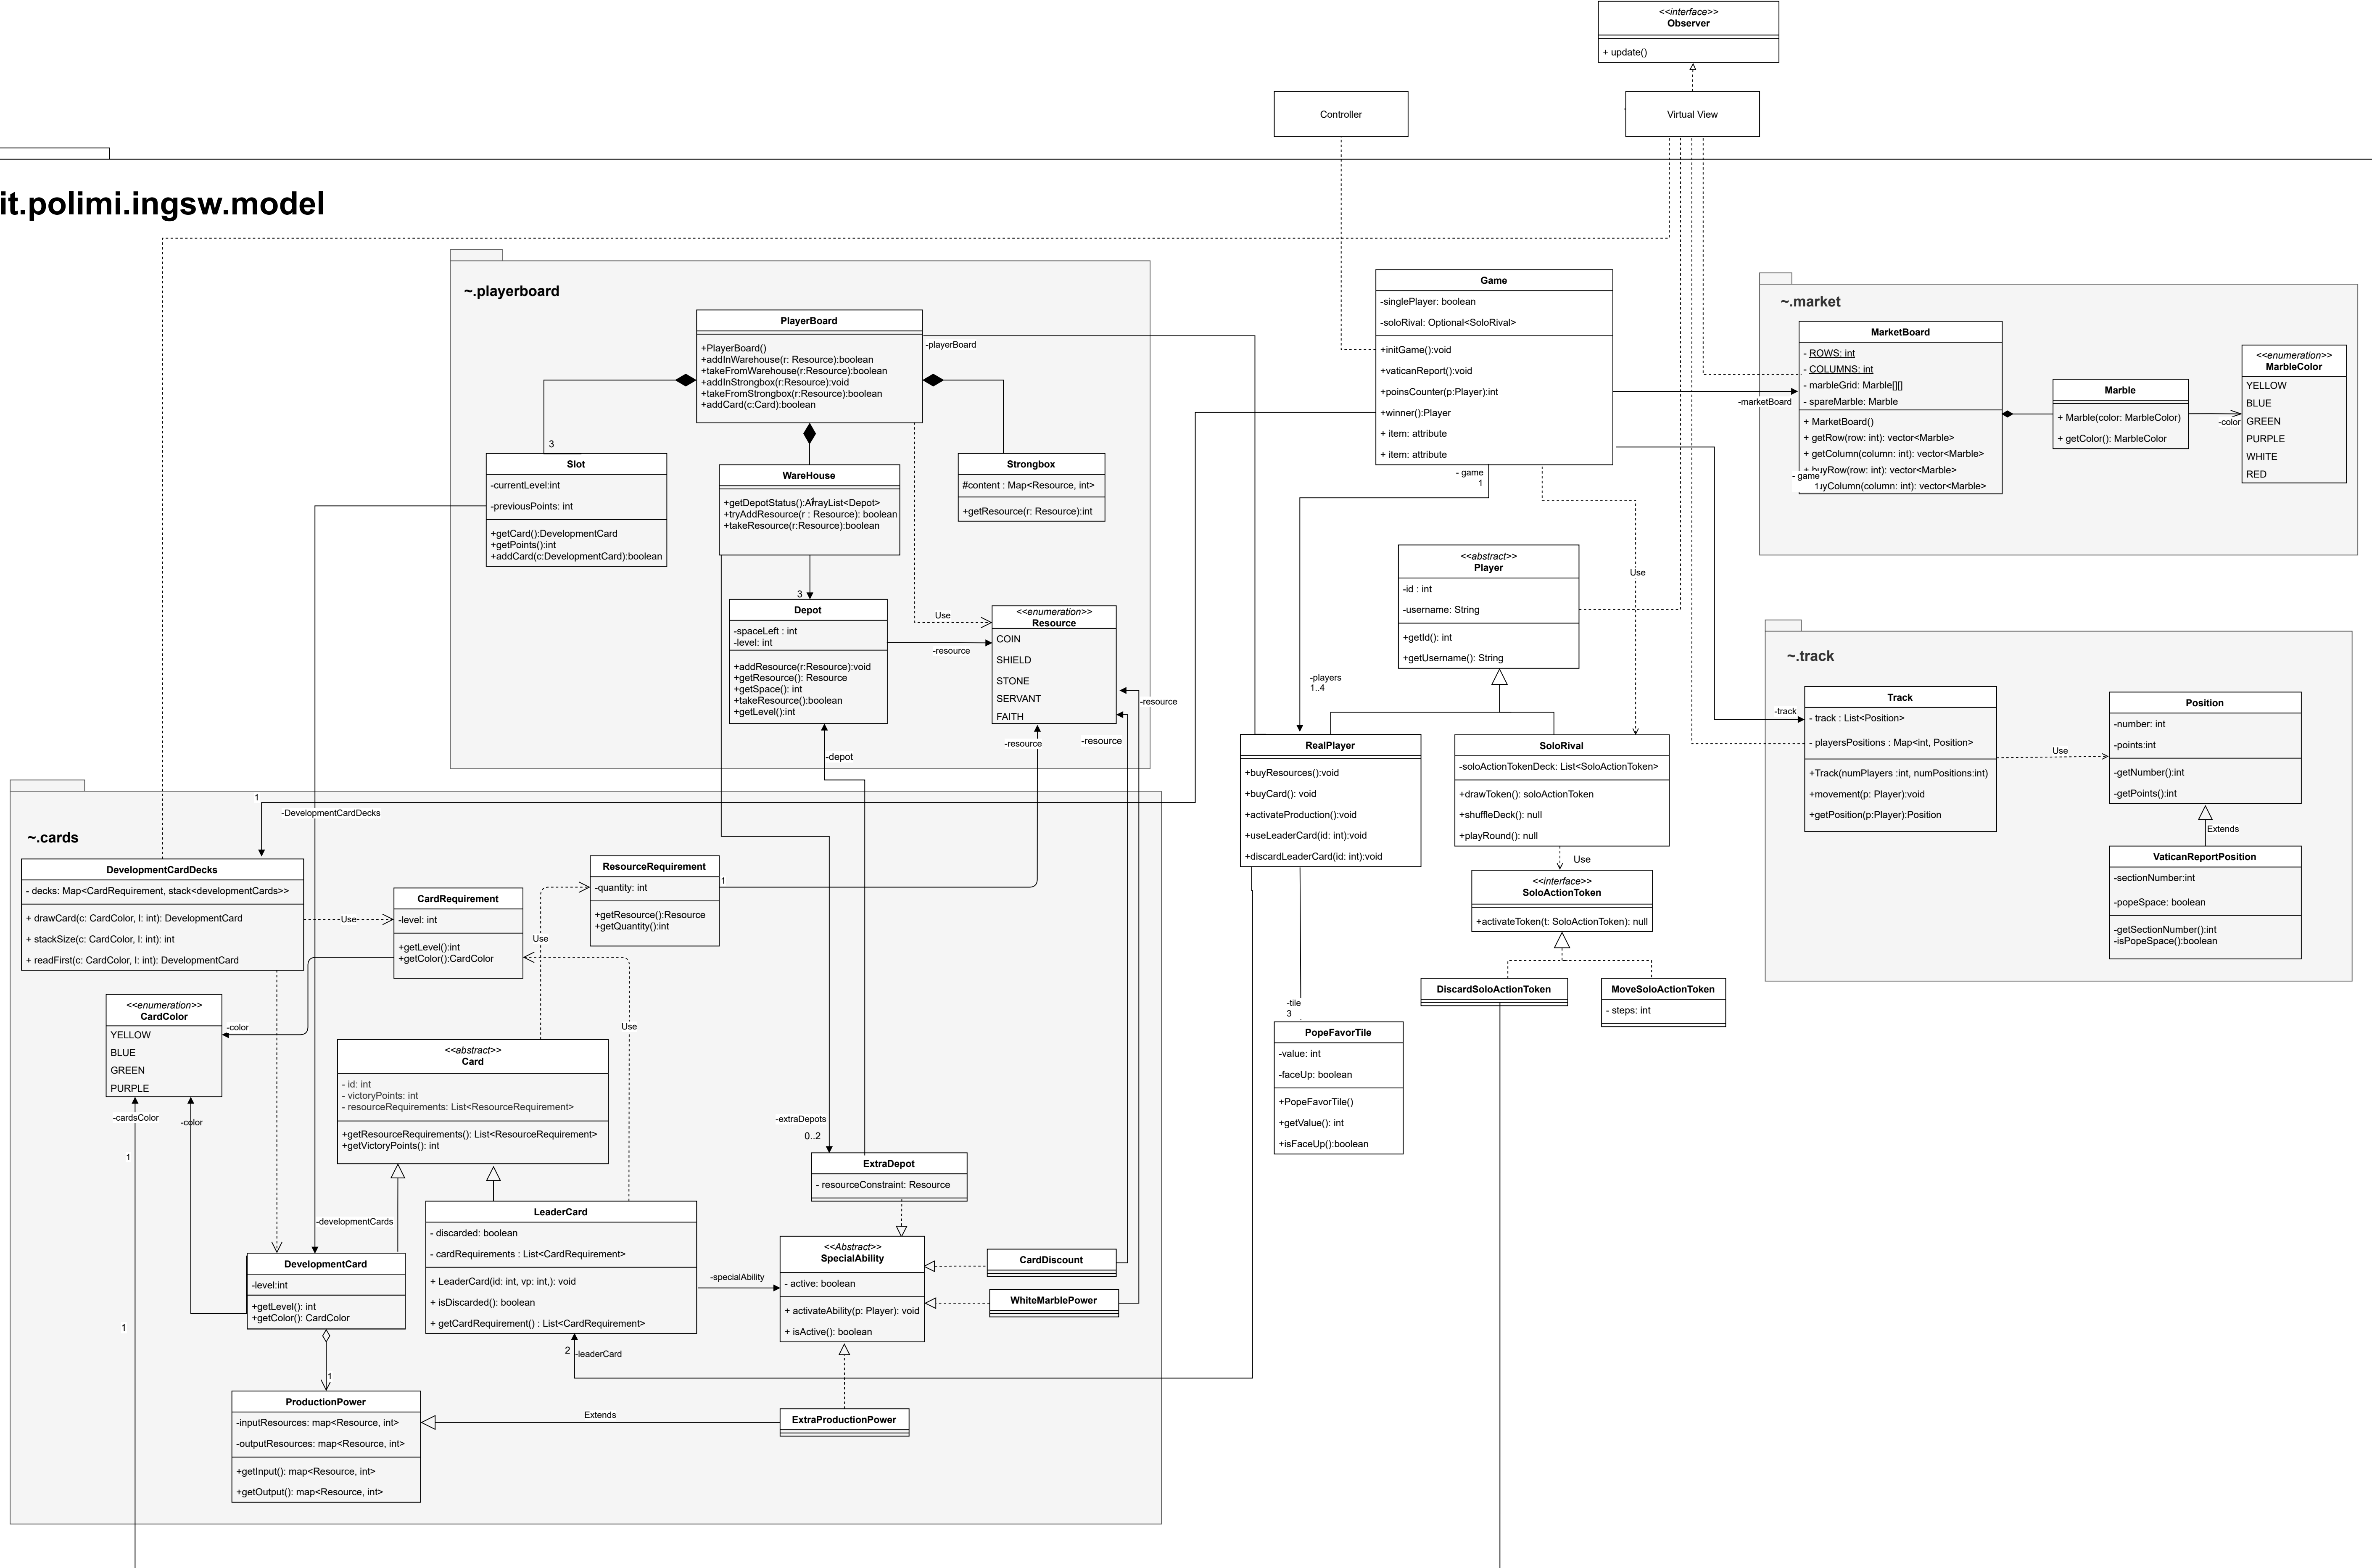 <<interface>>
Observer
+ update()
Controller
Virtual View
it.polimi.ingsw.model
~.playerboard
PlayerBoard
+PlayerBoard()
+addInWarehouse(r: Resource):boolean
+takeFromWarehouse(r:Resource):boolean
+addInStrongbox(r:Resource):void
+takeFromStrongbox(r:Resource):boolean
+addCard(c:Card):boolean
-playerBoard
3
Slot
-currentLevel:int
-previousPoints: int
+getCard():DevelopmentCard
+getPoints():int
+addCard(c:DevelopmentCard):boolean
WareHouse
+getDepotStatus():ArrayList<Depot>
+tryAddResource(r : Resource): boolean
+takeResource(r:Resource):boolean
Strongbox
#content : Map<Resource, int>
+getResource(r: Resource):int
3
Depot
-spaceLeft : int
-level: int
+addResource(r:Resource):void
+getResource(): Resource
+getSpace(): int
+takeResource():boolean
+getLevel():int
Use
-resource
<<enumeration>>
Resource
COIN
SHIELD
STONE
SERVANT
FAITH
-resource
-resource
-resource
-depot
Game
-singlePlayer: boolean
-soloRival: Optional<SoloRival>
+initGame():void
+vaticanReport():void
+poinsCounter(p:Player):int
+winner():Player
+ item: attribute
+ item: attribute
- game
1
-marketBoard
~.market
MarketBoard
- ROWS: int
- COLUMNS: int
- marbleGrid: Marble[][]
- spareMarble: Marble
+ MarketBoard()
+ getRow(row: int): vector<Marble>
+ getColumn(column: int): vector<Marble>
+ buyRow(row: int): vector<Marble>
- game
1
yColumn(column: int): vector<Marble>
Marble
+ Marble(color: MarbleColor)
+ getColor(): MarbleColor
-color
<<enumeration>>
MarbleColor
YELLOW
BLUE
GREEN
PURPLE
WHITE
RED
<<abstract>>
Player
-id : int
-username: String
+getId(): int
+getUsername(): String
Use
-players
1..4
RealPlayer
+buyResources():void
+buyCard(): void
+activateProduction():void
+useLeaderCard(id: int):void
+discardLeaderCard(id: int):void
SoloRival
-soloActionTokenDeck: List<SoloActionToken>
+drawToken(): soloActionToken
+shuffleDeck(): null
+playRound(): null
Use
<<interface>>
SoloActionToken
+activateToken(t: SoloActionToken): null
DiscardSoloActionToken
MoveSoloActionToken
- steps: int
-tile
3
PopeFavorTile
-value: int
-faceUp: boolean
+PopeFavorTile()
+getValue(): int
+isFaceUp():boolean
~.track
-track
Track
- track : List<Position>
- playersPositions : Map<int, Position>
+Track(numPlayers :int, numPositions:int)
+movement(p: Player):void
+getPosition(p:Player):Position
Use
Position
-number: int
-points:int
-getNumber():int
-getPoints():int
Extends
VaticanReportPosition
-sectionNumber:int
-popeSpace: boolean
-getSectionNumber():int
-isPopeSpace():boolean
~.cards
1
-DevelopmentCardDecks
DevelopmentCardDecks
- decks: Map<CardRequirement, stack<developmentCards>>
+ drawCard(c: CardColor, l: int): DevelopmentCard
+ stackSize(c: CardColor, l: int): int
+ readFirst(c: CardColor, l: int): DevelopmentCard
Use
CardRequirement
-level: int
+getLevel():int
+getColor():CardColor
ResourceRequirement
-quantity: int
+getResource():Resource
+getQuantity():int
1
Use
Use
<<enumeration>>
CardColor
YELLOW
BLUE
GREEN
PURPLE
-color
-cardsColor
-color
1
1
<<abstract>>
Card
- id: int
- victoryPoints: int
- resourceRequirements: List<ResourceRequirement>
+getResourceRequirements(): List<ResourceRequirement>
+getVictoryPoints(): int
-developmentCards
DevelopmentCard
-level:int
+getLevel(): int
+getColor(): CardColor
1
LeaderCard
- discarded: boolean
- cardRequirements : List<CardRequirement>
+ LeaderCard(id: int, vp: int,): void
+ isDiscarded(): boolean
+ getCardRequirement() : List<CardRequirement>
2
-leaderCard
-specialAbility
-extraDepots
0..2
ExtraDepot
- resourceConstraint: Resource
<<Abstract>>
SpecialAbility
- active: boolean
+ activateAbility(p: Player): void
+ isActive(): boolean
CardDiscount
WhiteMarblePower
ProductionPower
-inputResources: map<Resource, int>
-outputResources: map<Resource, int>
+getInput(): map<Resource, int>
+getOutput(): map<Resource, int>
Extends
ExtraProductionPower